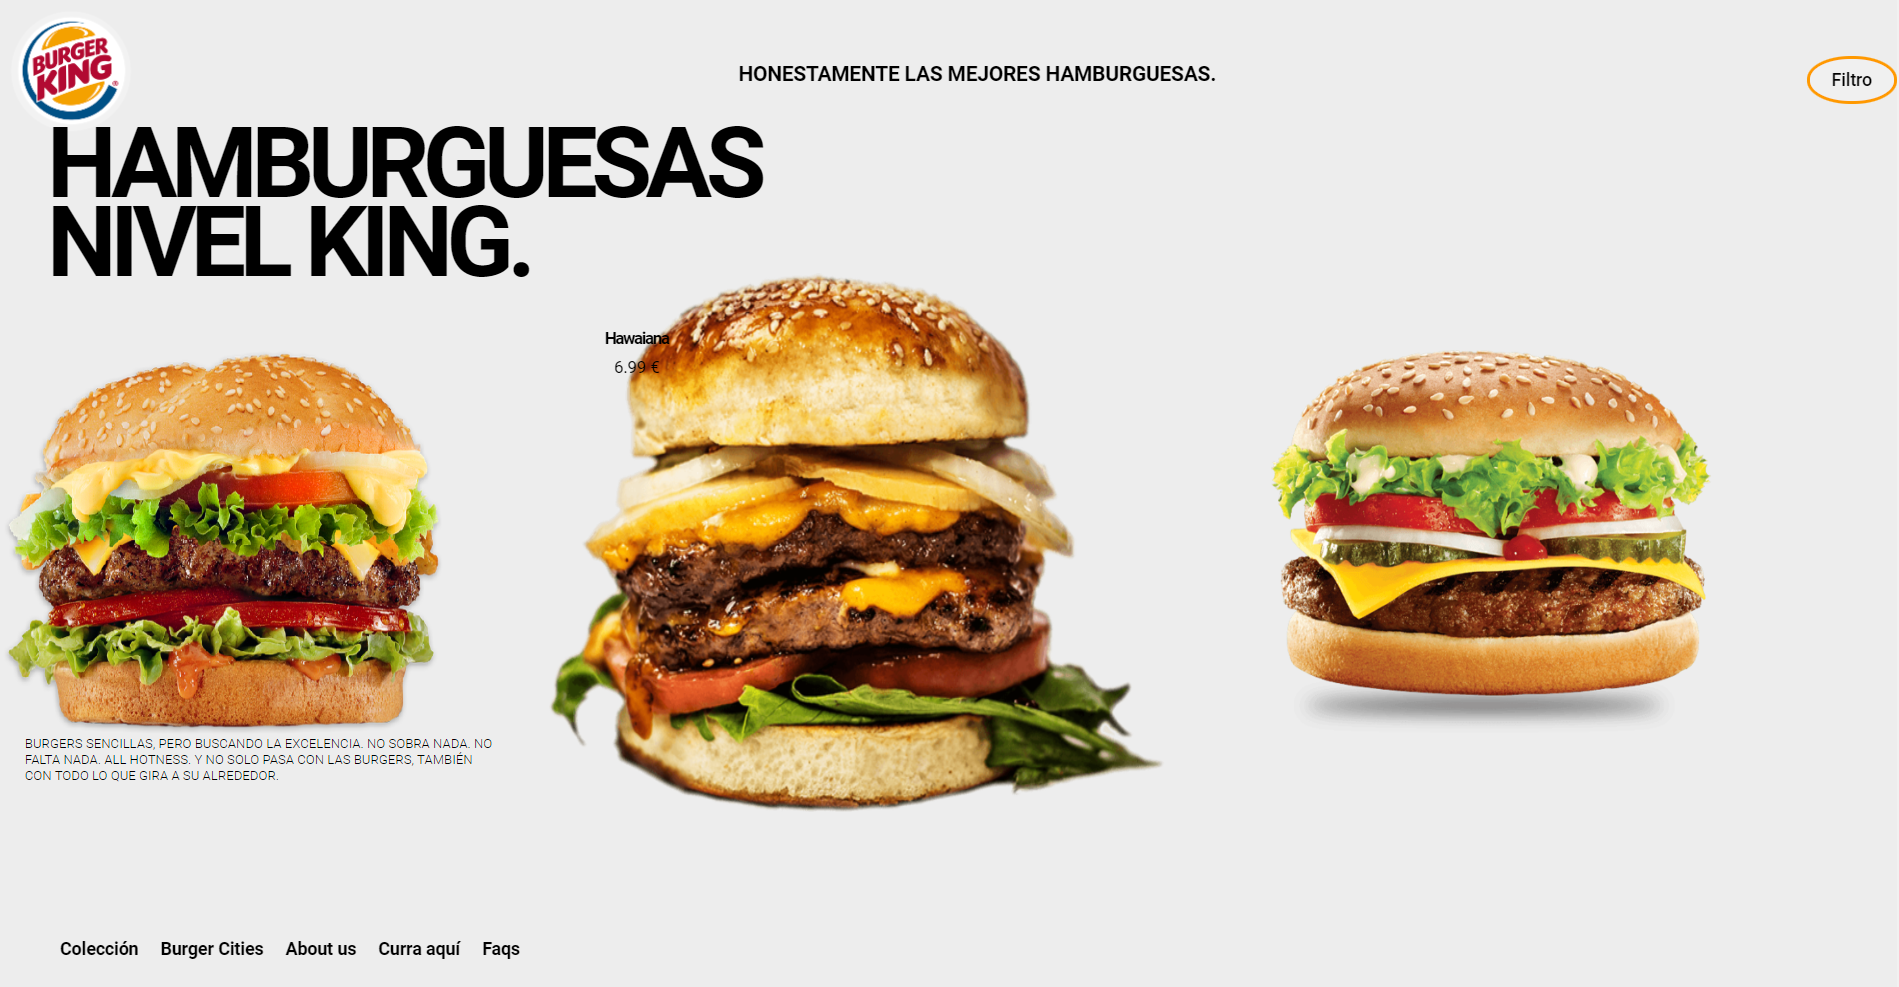 BURGER
KING
®
HONESTAMENTE LAS MEJORES HAMBURGUESAS.
Filtro
HAMBURGUESAS
NIVEL KING.
Hawaiana
6.99 €
BURGERS SENCILLAS, PERO BUSCANDO LA EXCELENCIA. NO SOBRA NADA. NO
FALTA NADA. ALL HOTNESS. Y NO SOLO PASA CON LAS BURGERS, TAMBIÉN
CON TODO LO QUE GIRA A SU ALREDEDOR.
Colección Burger Cities About us Curra aquí Faqs